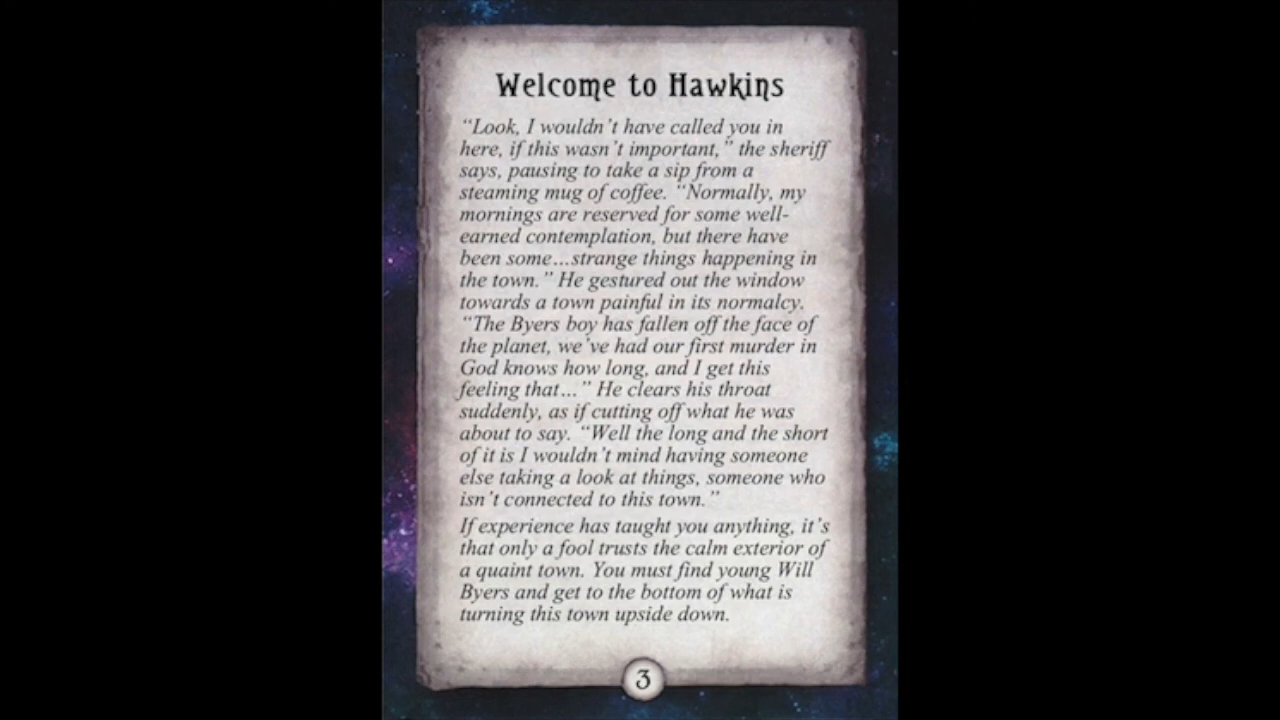 Welcome to Hawkins
“Look, I wouldn’t have called you in
here, if this wasn’t important,” the sheriff
says, pausing to take a sip from a
steaming mug of coffee. “Normally, my
mornings are reserved for some well-
earned contemplation, but there have
been some...strange things happening in
the town.” He gestured out the window
towards a town painful in its normalcy.
“The Byers boy has fallen off the face of
the planet, we’ve had our first murder in
God knows how long, and I get this
feeling that...” He clears his throat
suddenly, as if cutting off what he was
about to say. “Well the long and the short
of it is I wouldn’t mind having someone
else taking a look at things, someone who
isn’t connected to this town.”
If experience has taught you anything, it’s
that only a fool trusts the calm exterior of
a quaint town. You must find young Will
Byers and get to the bottom of what is
turning this town upside down.
3